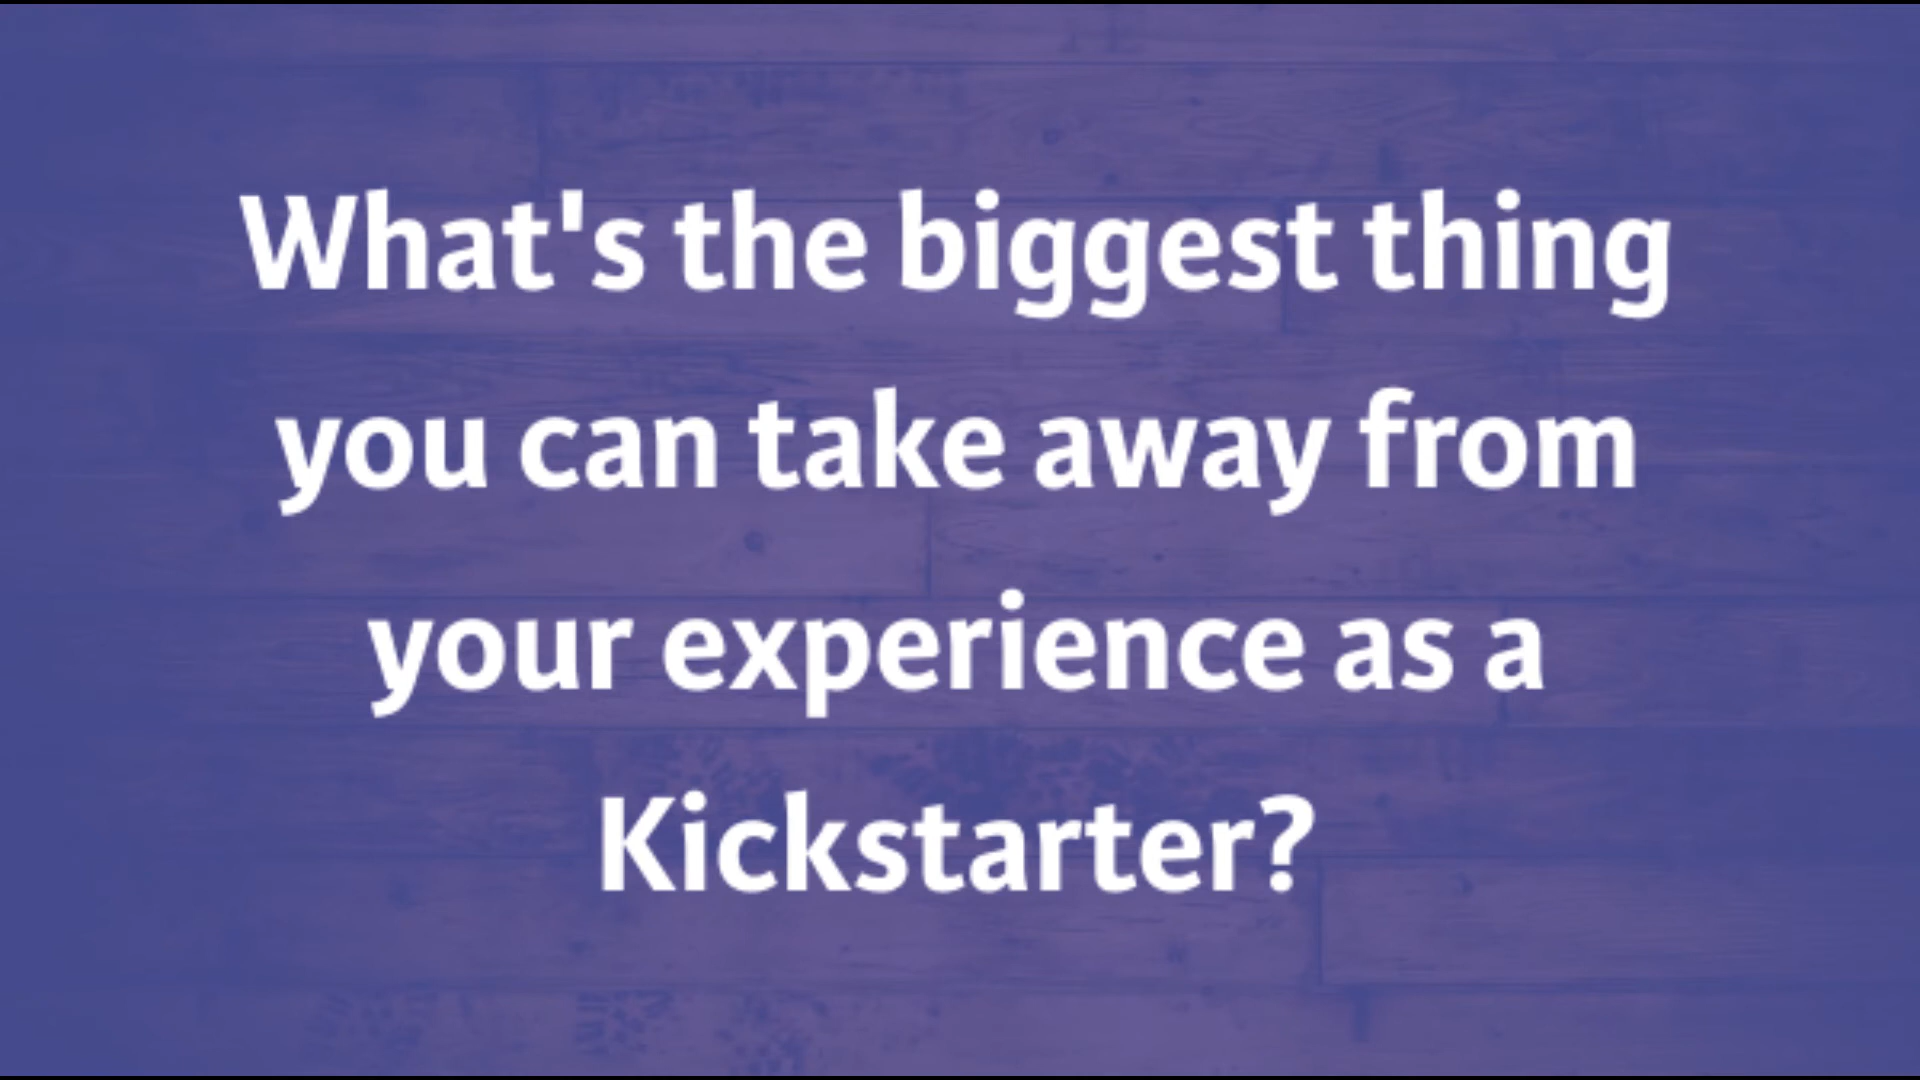 What's the biggest thing
you can take away from
your experience as a
Kickstarter?